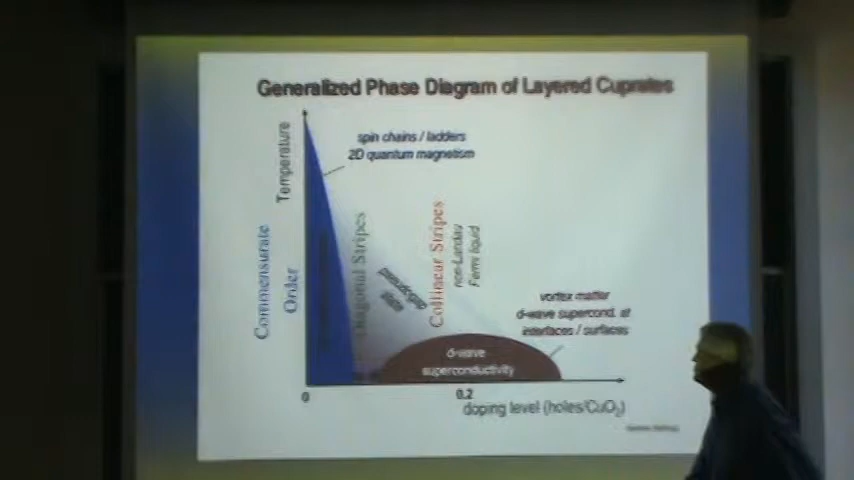 Generalized Phase Diagram of Layered Cuprates
Temperature
spin chains / ladders
2D quantum magnetism
Commensurate
Order
Diagonal Stripes
pseudogap
state
Collinear Stripes
non-Landau
Fermi liquid
vortex matter
d-wave supercond. at
interfaces / surfaces
d-wave
superconductivity
0
0.2
doping level (holes/CuO₂)